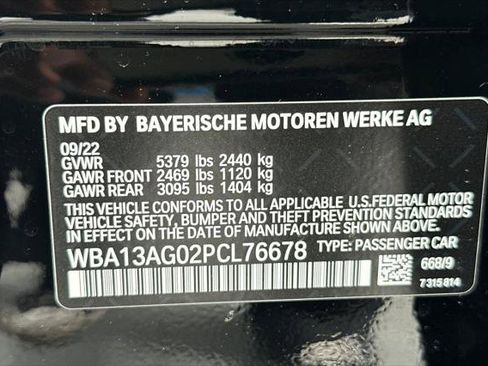 MFD BY BAYERISCHE MOTOREN WERKE AG
09/22
GVWR 5379 lbs 2440 kg
GAWR FRONT 2469 lbs 1120 kg
GAWR REAR 3095 lbs 1404 kg
THIS VEHICLE CONFORMS TO ALL APPLICABLE U.S.FEDERAL MOTOR
VEHICLE SAFETY, BUMPER AND THEFT PREVENTION STANDARDS
IN EFFECT ON THE DATE OF MANUFACTURE SHOWN ABOVE.
WBA13AG02PCL76678 TYPE: PASSENGER CAR
668/9
7315814